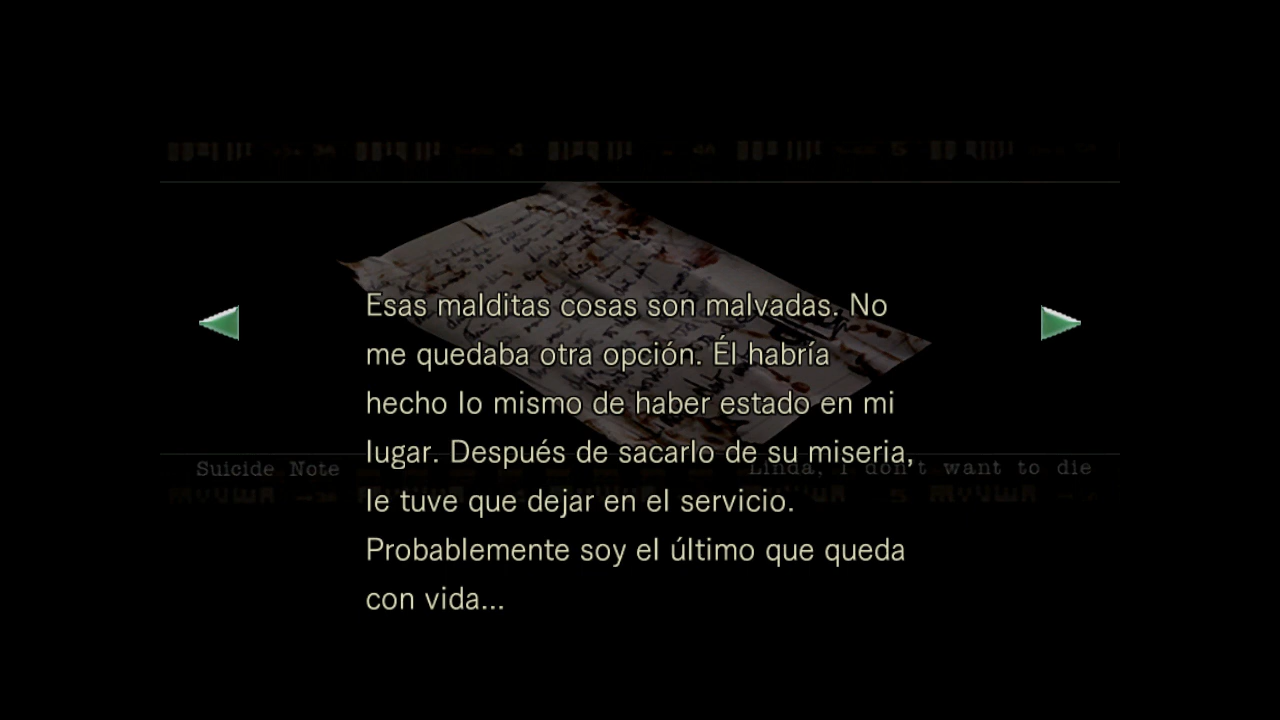 Esas malditas cosas son malvadas. No
me quedaba otra opción. Él habría
hecho lo mismo de haber estado en mi
lugar. Después de sacarlo de su miseria,
le tuve que dejar en el servicio.
Probablemente soy el último que queda
con vida...
Suicide Note
Linda, I don't want to die